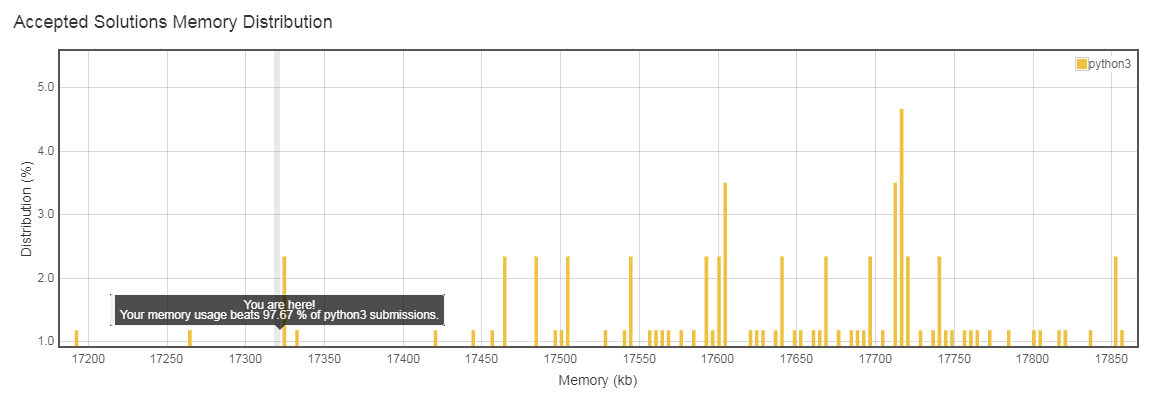 Accepted Solutions Memory Distribution
python3
5.0
4.0
3.0
2.0
1.0
Distribution (%)
You are here!
Your memory usage beats 97.67 % of python3 submissions.
17200 17250 17300 17350 17400 17450 17500 17550 17600 17650 17700 17750 17800 17850
Memory (kb)